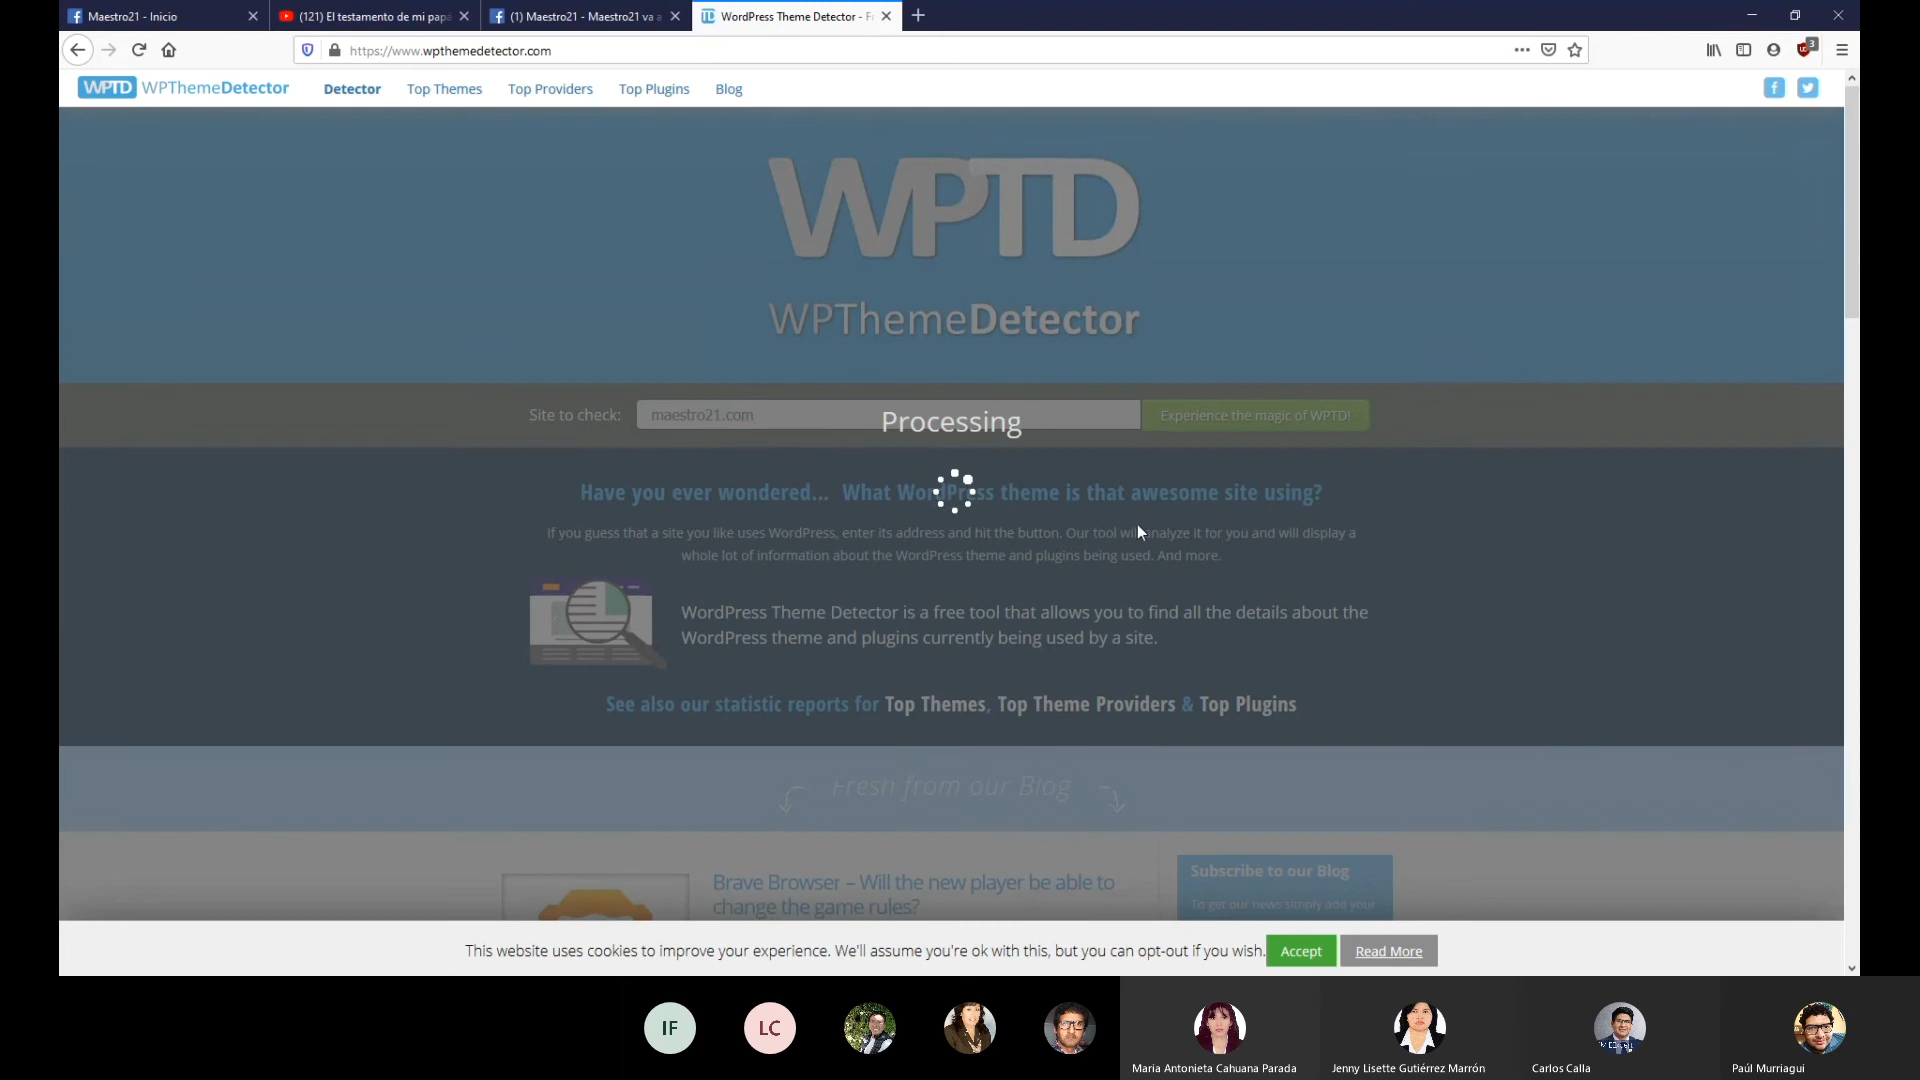 Maestro21 - Inicio
(121) El testamento de mi papá
(1) Maestro21 - Maestro21 va a
WordPress Theme Detector - Fr
https://www.wpthemedetector.com
3
WPTD WPThemeDetector
Detector
Top Themes
Top Providers
Top Plugins
Blog
WPTD
WPThemeDetector
Site to check:
maestro21.com
Experience the magic of WPTD!
Processing
Have you ever wondered... What WordPress theme is that awesome site using?
If you guess that a site you like uses WordPress, enter its address and hit the button. Our tool will analyze it for you and will display a
whole lot of information about the WordPress theme and plugins being used. And more.
WordPress Theme Detector is a free tool that allows you to find all the details about the
WordPress theme and plugins currently being used by a site.
See also our statistic reports for Top Themes, Top Theme Providers & Top Plugins
Fresh from our Blog
Brave Browser – Will the new player be able to
change the game rules?
Subscribe to our Blog
To get our news simply add your
This website uses cookies to improve your experience. We'll assume you're ok with this, but you can opt-out if you wish.
Accept
Read More
IF
LC
Maria Antonieta Cahuana Parada
Jenny Lisette Gutiérrez Marrón
Carlos Calla
Paúl Murriagui